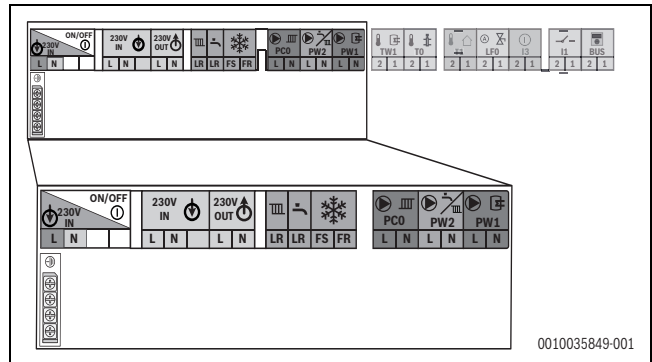 ON/OFF 230V IN 230V OUT
230V IN PC0 PW2 PW1 TW1 T0 LF0 I3 I1 BUS
L N L N L N LR LR FS FR L N L N L N 2 1 2 1 2 1 2 1 2 1 2 1 2 1
ON/OFF 230V IN 230V OUT
230V IN PC0 PW2 PW1
L N L N L N LR LR FS FR L N L N L N
0010035849-001